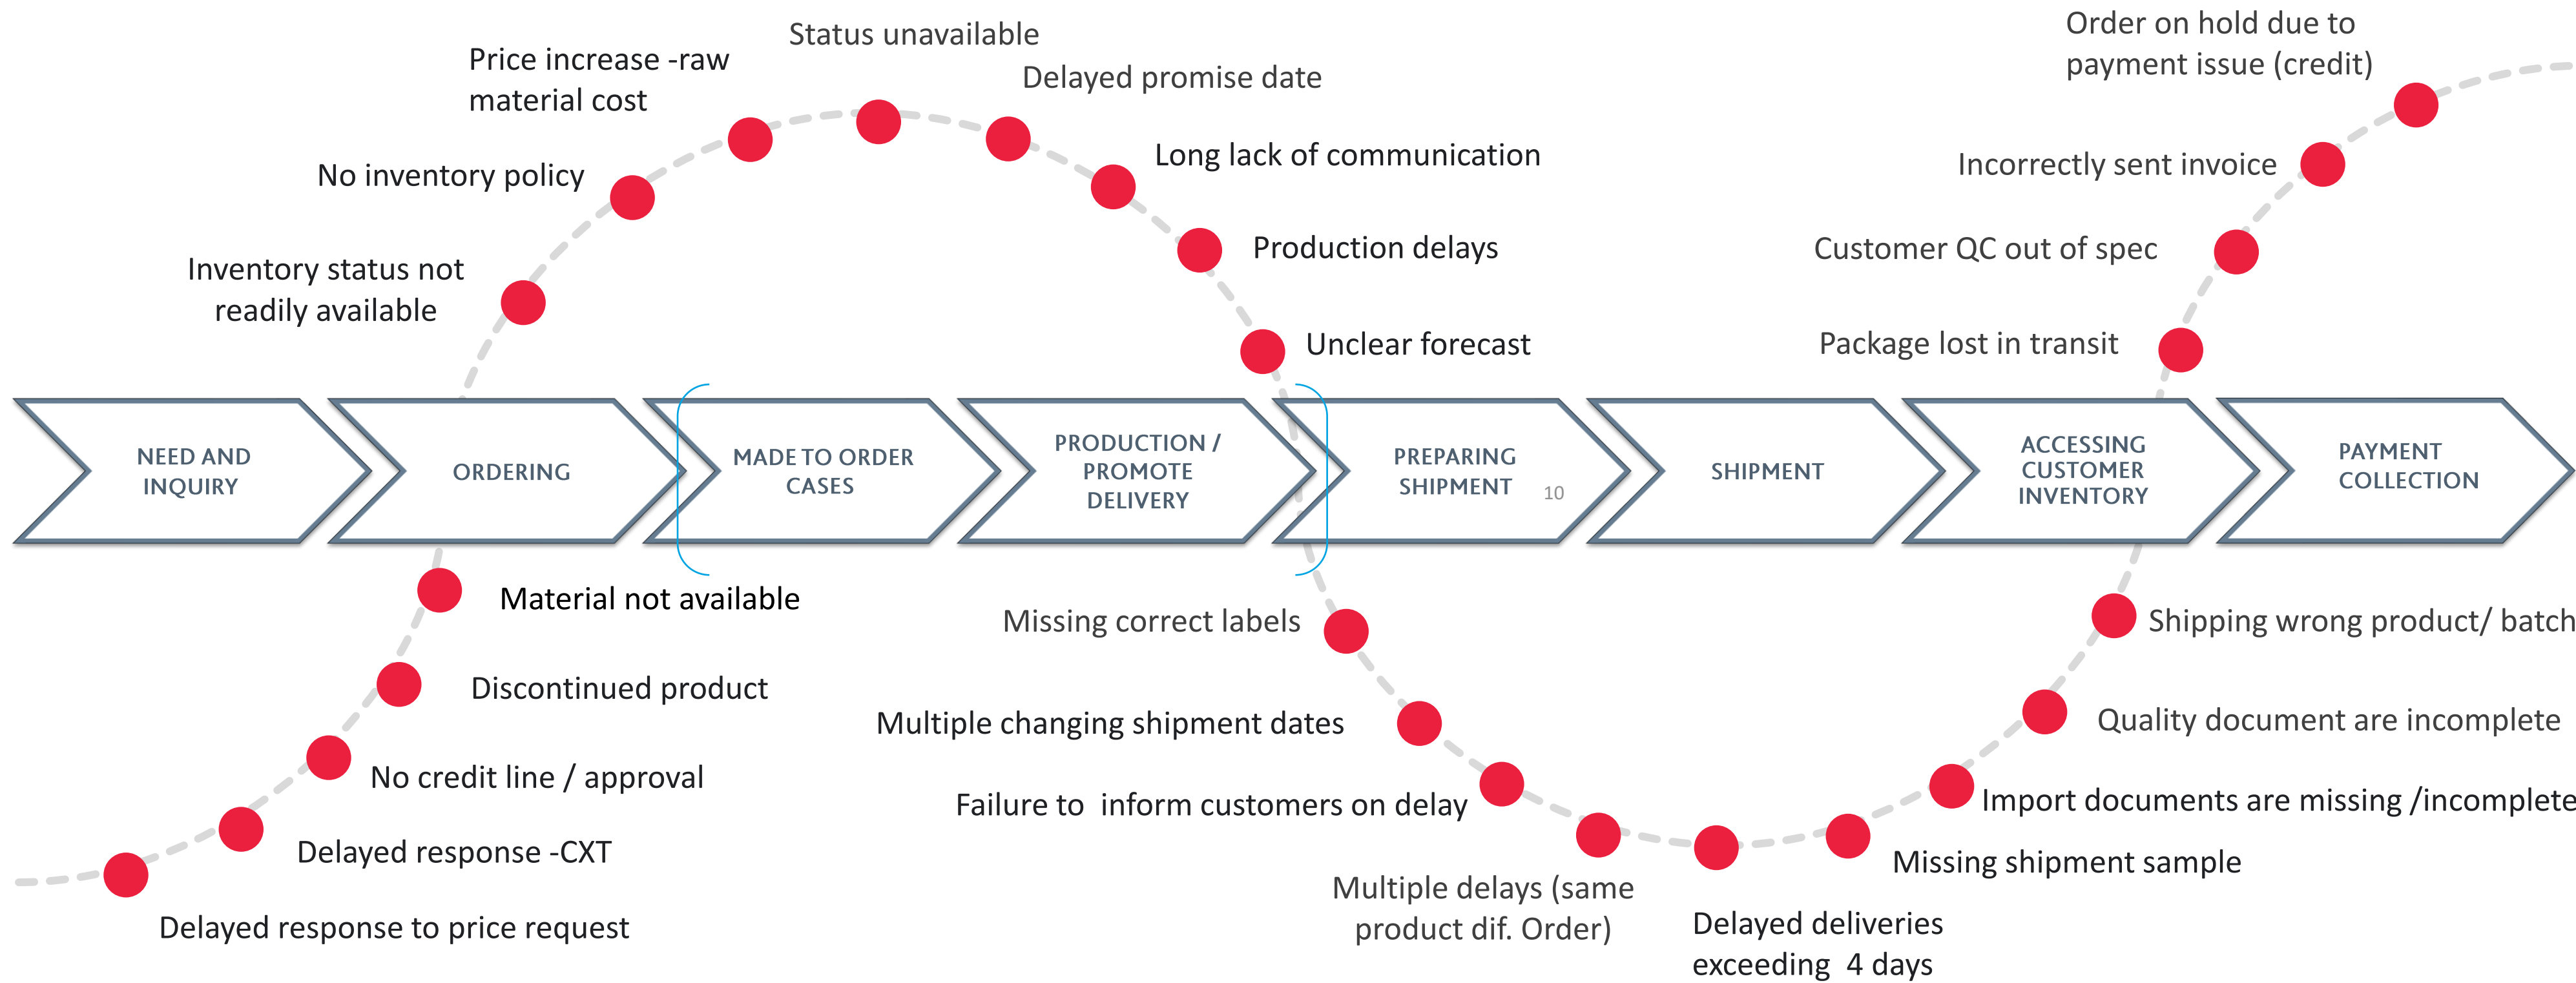 Status unavailable
Order on hold due to
payment issue (credit)
Price increase -raw
material cost
Delayed promise date
Long lack of communication
Incorrectly sent invoice
No inventory policy
Production delays
Customer QC out of spec
Inventory status not
readily available
Unclear forecast
Package lost in transit
NEED AND
INQUIRY
ORDERING
MADE TO ORDER
CASES
PRODUCTION /
PROMOTE
DELIVERY
PREPARING
SHIPMENT
10
SHIPMENT
ACCESSING
CUSTOMER
INVENTORY
PAYMENT
COLLECTION
Material not available
Missing correct labels
Shipping wrong product/ batch
Discontinued product
Multiple changing shipment dates
Quality document are incomplete
No credit line / approval
Failure to  inform customers on delay
Import documents are missing /incomplete
Delayed response -CXT
Missing shipment sample
Multiple delays (same
product dif. Order)
Delayed response to price request
Delayed deliveries
exceeding  4 days